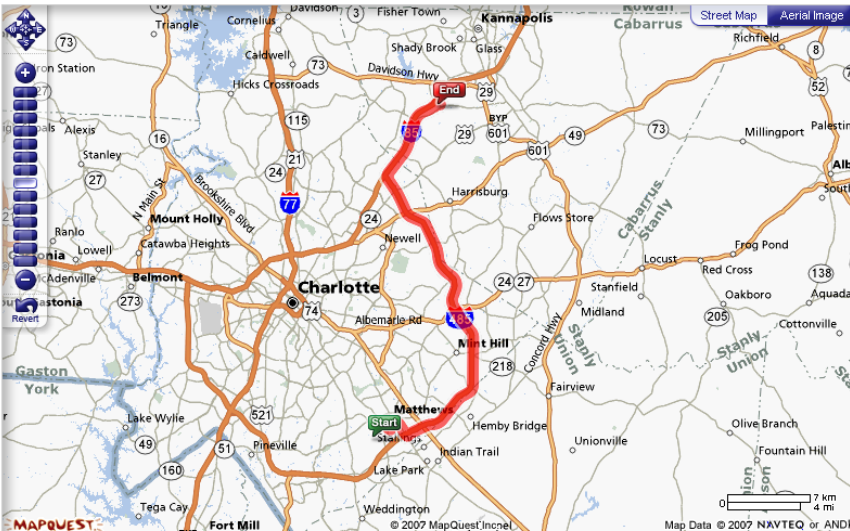 Street Map
Aerial Image
Davidson
Fisher Town
Rowan
Cabarrus
Cornelius
Triangle
Kannapolis
Richfield
Shady Brook
Glass
Caldwell
Davidson Hwy
Hicks Crossroads
End
BYP
Alexis
Stanley
Millingport
N Main St
Brookshire Blvd
Harrisburg
Mount Holly
Flows Store
Cabarrus
Stanly
Ranlo
Lowell
Catawba Heights
Newell
Frog Pond
Locust
Red Cross
McAdenville
Belmont
Charlotte
Stanfield
Oakboro
Revert
Midland
Albemarle Rd
Cottonville
Mint Hill
Concord Hwy
Stanly
Union
Stanly
Union
Gaston
York
Fairview
Matthews
Start
Lake Wylie
Hemby Bridge
Olive Branch
Pineville
Indian Trail
Unionville
Fountain Hill
Lake Park
Tega Cay
Weddington
Fort Mill
7 km
0
4 mi
MAPQUEST
© 2007 MapQuest Inc
Map Data © 2007 NAVTEQ or AND
3
73
73
8
52
29
16
115
85
29
601
49
73
21
24
601
27
77
24
24
27
138
273
74
485
205
218
521
49
51
160